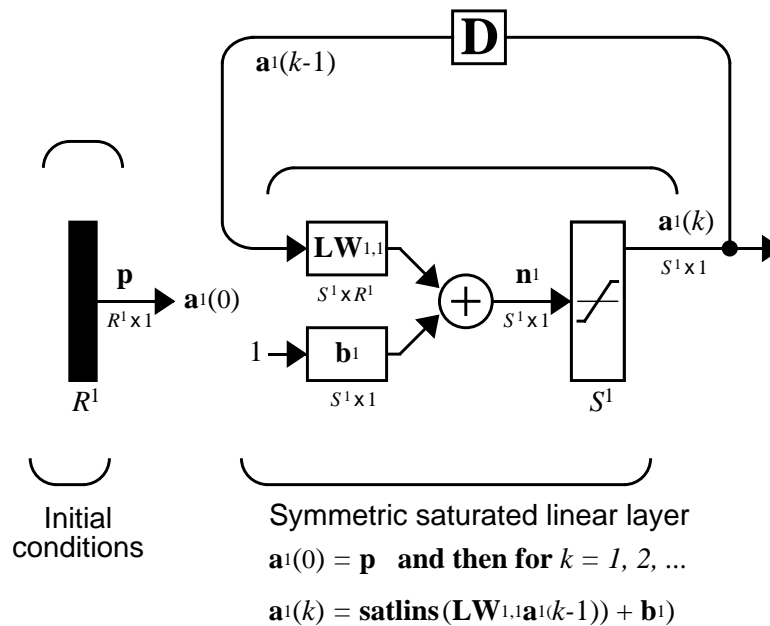 D
a1(k-1)
a1(k)
p
LW1,1
n1
a1(0)
R1 x 1
S1 x R1
S1 x 1
S1 x 1
1
b1
R1
S1 x 1
S1
Initial
conditions
Symmetric saturated linear layer
a1(0) = p and then for k = 1, 2, ...
a1(k) = satlins(LW1,1a1(k-1)) + b1)